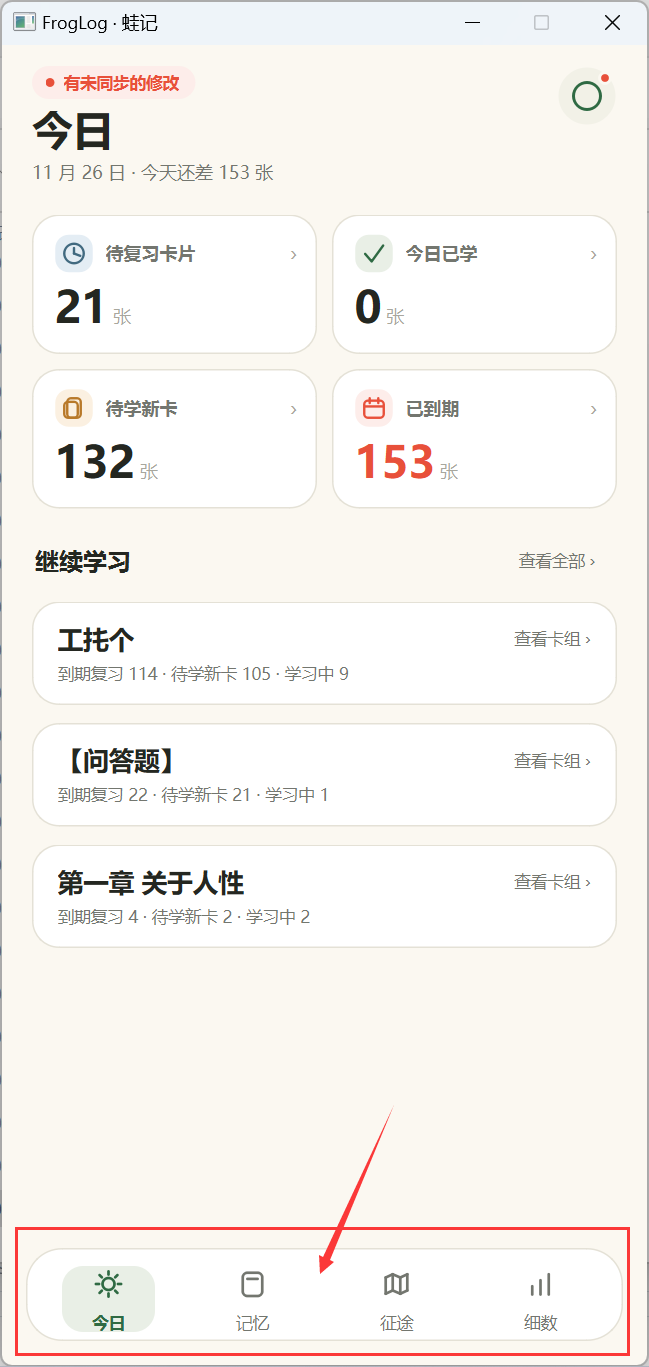 FrogLog · 蛙记
有未同步的修改
今日
11 月 26 日 · 今天还差 153 张
待复习卡片 ›
21 张
今日已学 ›
0 张
待学新卡 ›
132 张
已到期 ›
153 张
继续学习 查看全部 ›
工托个 查看卡组 ›
到期复习 114 · 待学新卡 105 · 学习中 9
【问答题】 查看卡组 ›
到期复习 22 · 待学新卡 21 · 学习中 1
第一章 关于人性 查看卡组 ›
到期复习 4 · 待学新卡 2 · 学习中 2
今日 记忆 征途 细数